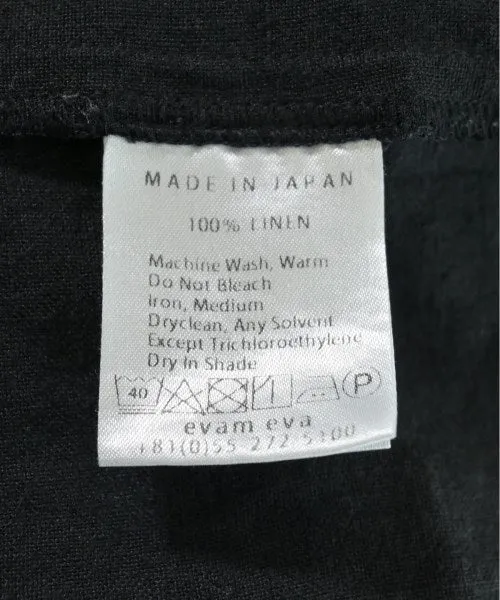 MADE IN JAPAN
100% LINEN
Machine Wash, Warm
Do Not Bleach
Iron, Medium
Dryclean, Any Solvent
Except Trichloroethylene
Dry In Shade
40 P
evam eva
+81(0)55 272 5100